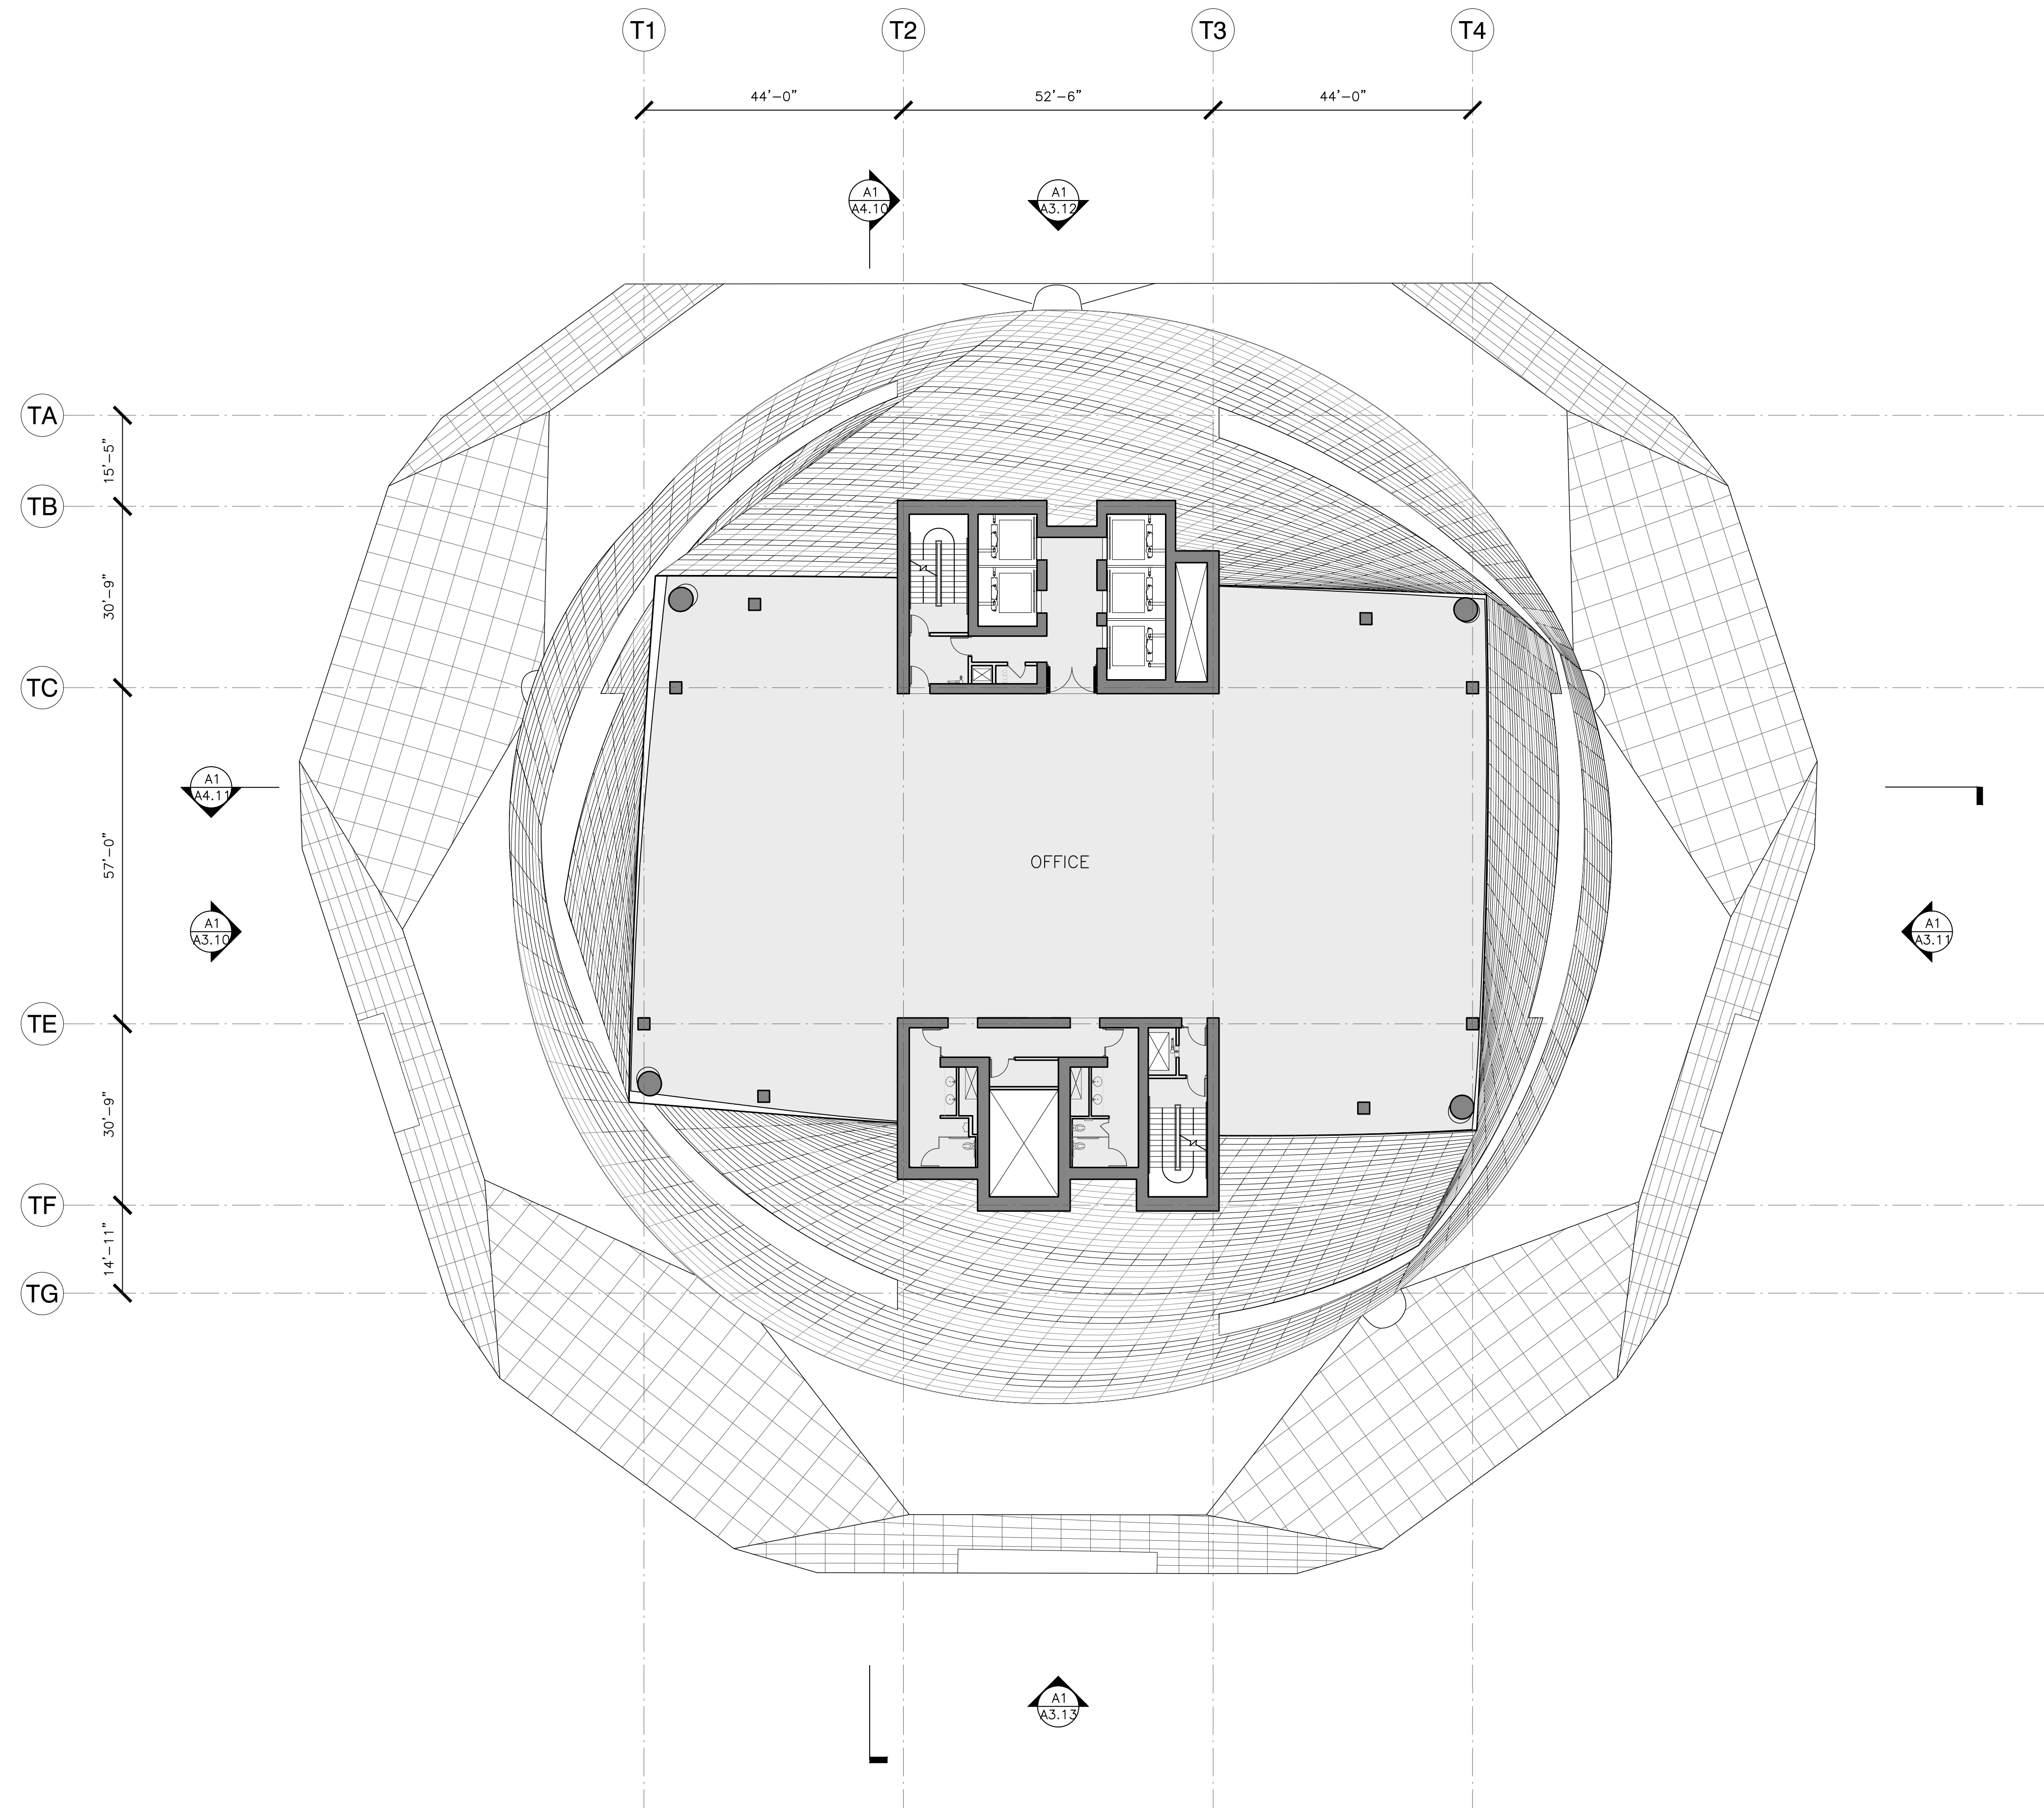 T1 T2 T3 T4
44'-0" 52'-6" 44'-0"
A1
A4.10
A1
A3.12
TA
15'-5"
TB
30'-9"
TC
A1
A4.11
57'-0"
OFFICE
A1
A3.10
A1
A3.11
TE
30'-9"
TF
14'-11"
TG
A1
A3.13